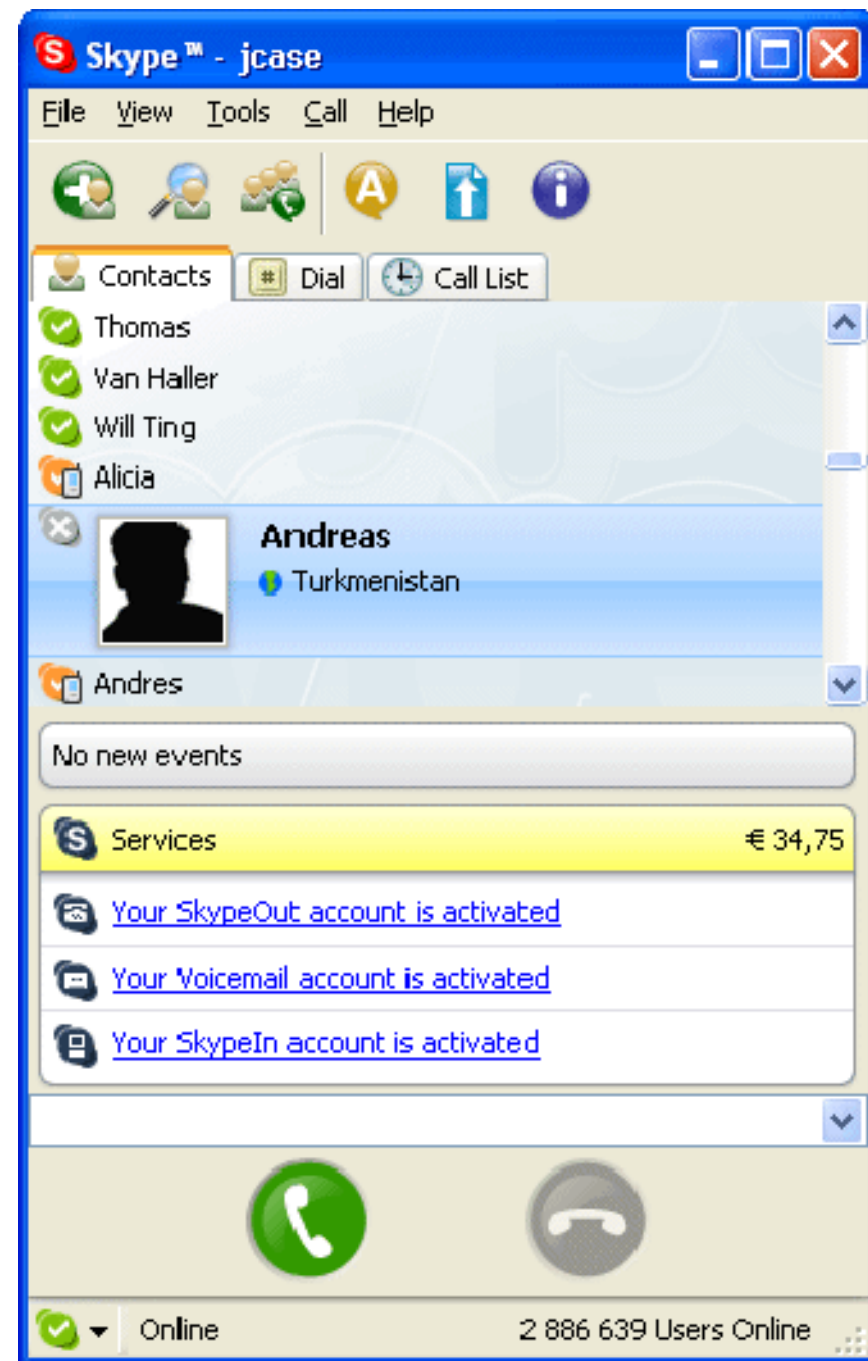 Skype™ - jcase
File View Tools Call Help
Contacts Dial Call List
Thomas
Van Haller
Will Ting
Alicia
Andreas
Turkmenistan
Andres
No new events
Services € 34,75
Your SkypeOut account is activated
Your Voicemail account is activated
Your SkypeIn account is activated
Online 2 886 639 Users Online